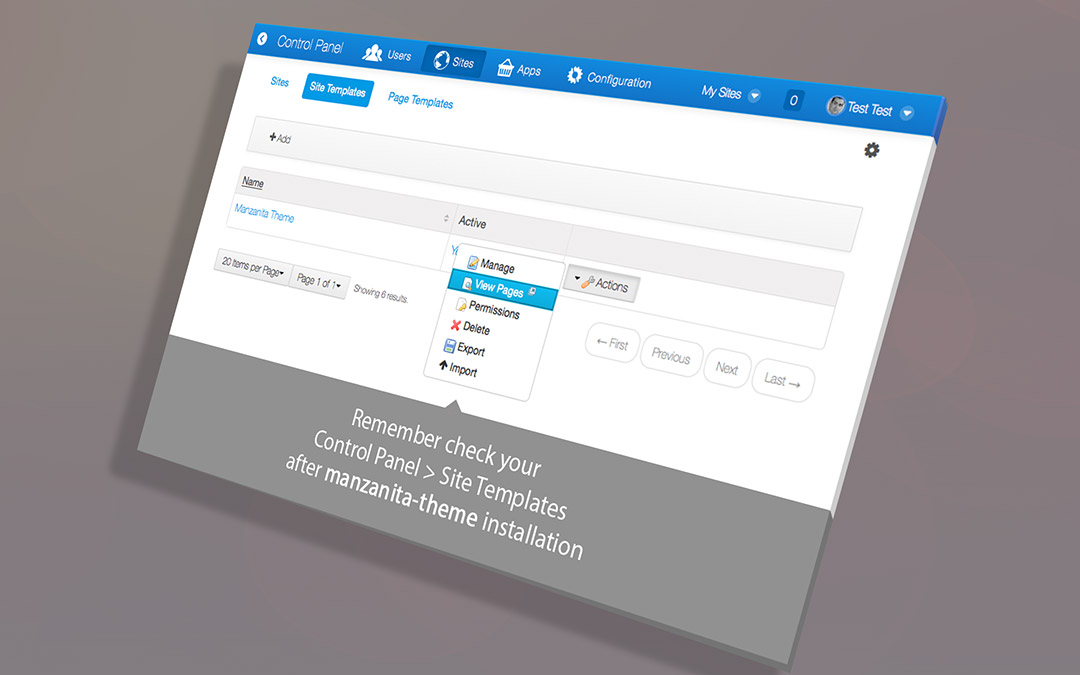 Control Panel Users Sites Apps Configuration My Sites 0 Test Test
Sites Site Templates Page Templates
+Add
Name Active
Manzanita Theme
Manage
Actions
View Pages
Permissions
Delete
Export
Import
20 Items per Page Page 1 of 1 Showing 6 results.
← First Previous Next Last →
Remember check your
Control Panel > Site Templates
after manzanita-theme installation